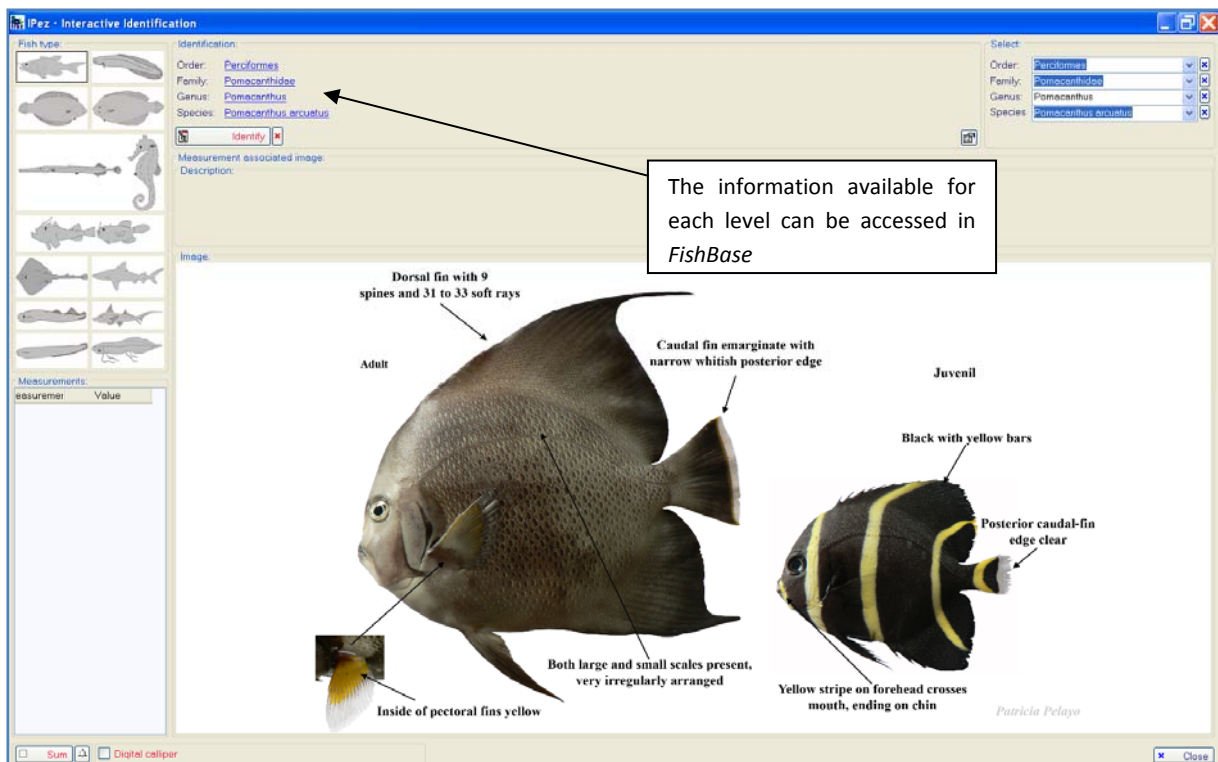 IPez - Interactive Identification
Fish type:
Identification:
Order: Perciformes
Family: Pomacanthidae
Genus: Pomacanthus
Species: Pomacanthus arcuatus
Identify
Select:
Order: Perciformes
Family: Pomacanthidae
Genus: Pomacanthus
Species Pomacanthus arcuatus
Measurement associated image:
Description:
The information available for
each level can be accessed in
FishBase
Image:
Dorsal fin with 9
spines and 31 to 33 soft rays
Adult
Caudal fin emarginate with
narrow whitish posterior edge
Juvenil
Black with yellow bars
Posterior caudal-fin
edge clear
Both large and small scales present,
very irregularly arranged
Inside of pectoral fins yellow
Yellow stripe on forehead crosses
mouth, ending on chin
Patricia Pelayo
Measurements:
easuremer Value
Sum
Digital calliper
Close